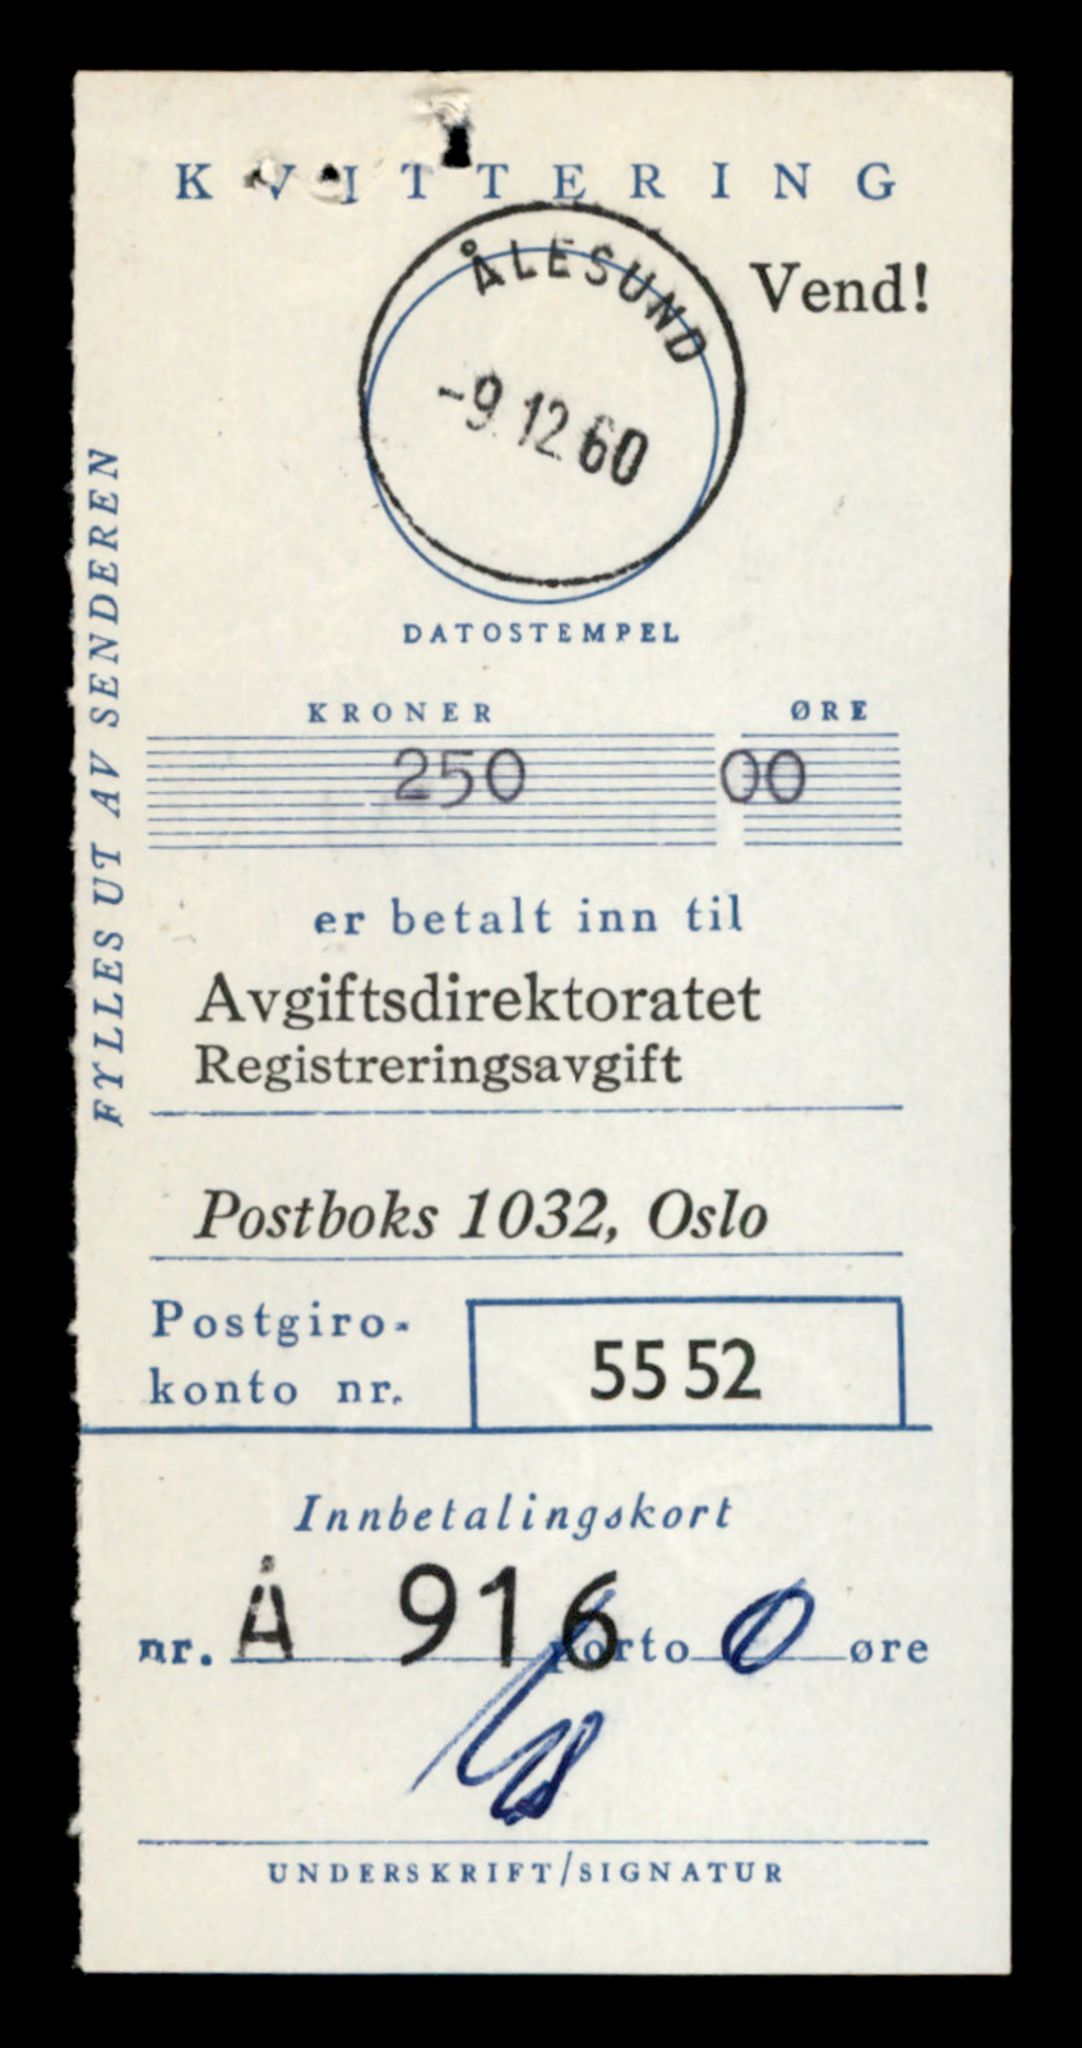 KVITTERING
ÅLESUND
Vend!
-9.12 60
DATOSTEMPEL
FYLLES UT AV SENDEREN
KRONER ØRE
250 00
er betalt inn til
Avgiftsdirektoratet
Registreringsavgift
Postboks 1032, Oslo
Postgiro-
konto nr. 55 52
Innbetalingskort
nr. Å 916 porto 0 øre
UNDERSKRIFT/SIGNATUR